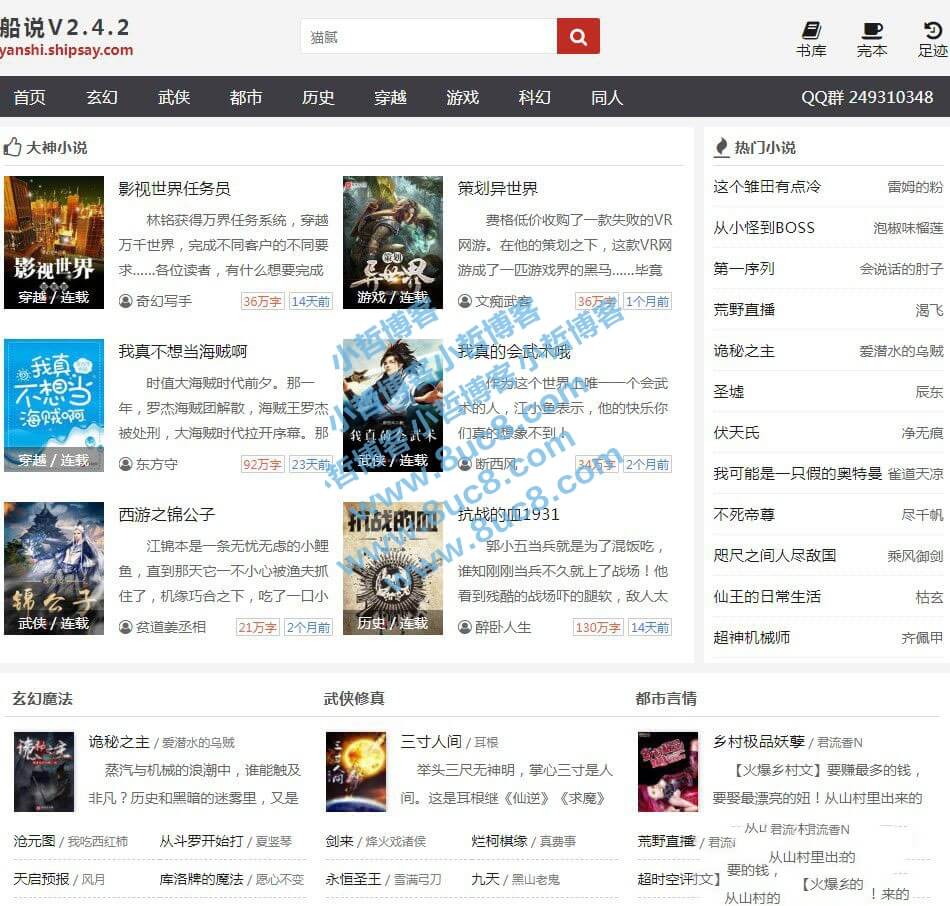 船说V2.4.2
yanshi.shipsay.com
猫腻
书库
完本
足迹
首页 玄幻 武侠 都市 历史 穿越 游戏 科幻 同人 QQ群 249310348
大神小说
影视世界
穿越 / 连载
影视世界任务员
林铭获得万界任务系统，穿越
万千世界，完成不同客户的不同要
求……各位读者，有什么想要完成
奇幻写手 36万字 14天前
策划
异世界
游戏 / 连载
策划异世界
费格低价收购了一款失败的VR
网游。在他的策划之下，这款VR网
游成了一匹游戏界的黑马……毕竟
文痴武客 36万字 1个月前
我真
不想当
海贼啊
穿越 / 连载
我真不想当海贼啊
时值大海贼时代前夕。那一
年，罗杰海贼团解散，海贼王罗杰
被处刑，大海贼时代拉开序幕。那
东方守 92万字 23天前
我真的会武术
武侠 / 连载
我真的会武术哦
作为这个世界上唯一一个会武
术的人，江小鱼表示，他的快乐你
们真的想象不到！
断西风 34万字 2个月前
锦公子
武侠 / 连载
西游之锦公子
江锦本是一条无忧无虑的小鲤
鱼，直到那天它一不小心被渔夫抓
住了，机缘巧合之下，吃了一口小
贫道姜丞相 21万字 2个月前
抗战的血
历史 / 连载
抗战的血1931
郭小五当兵就是为了混饭吃，
谁知刚刚当兵不久就上了战场！他
看到残酷的战场吓的腿软，敌人太
醉卧人生 130万字 14天前
小哲博客
小哲博客
小哲博客
小哲博客
哲博客
www.8uc8.com
www.8uc8.com
www.8uc8.com
热门小说
这个雏田有点冷 雷姆的粉
从小怪到BOSS 泡椒味榴莲
第一序列 会说话的肘子
荒野直播 渴飞
诡秘之主 爱潜水的乌贼
圣墟 辰东
伏天氏 净无痕
我可能是一只假的奥特曼 雀道天凉
不死帝尊 尽千帆
咫尺之间人尽敌国 乘风御剑
仙王的日常生活 枯玄
超神机械师 齐佩甲
玄幻魔法
诡秘之主 / 爱潜水的乌贼
蒸汽与机械的浪潮中，谁能触及
非凡？历史和黑暗的迷雾里，又是
沧元图 / 我吃西红柿 从斗罗开始打 / 夏竖琴
天启预报 / 风月 库洛牌的魔法 / 愿心不变
武侠修真
三寸人间
三寸人间 / 耳根
举头三尺无神明，掌心三寸是人
间。这是耳根继《仙逆》《求魔》
剑来 / 烽火戏诸侯 烂柯棋缘 / 真费事
永恒圣王 / 雪满弓刀 九天 / 黑山老鬼
都市言情
乡村极品妖孽 / 君流香N
【火爆乡村文】要赚最多的钱，
要娶最漂亮的妞！从山村里出来的
荒野直播 / 君流
超时空评
从山村里出的
要的钱，
【火爆乡的
从山村的
！来的